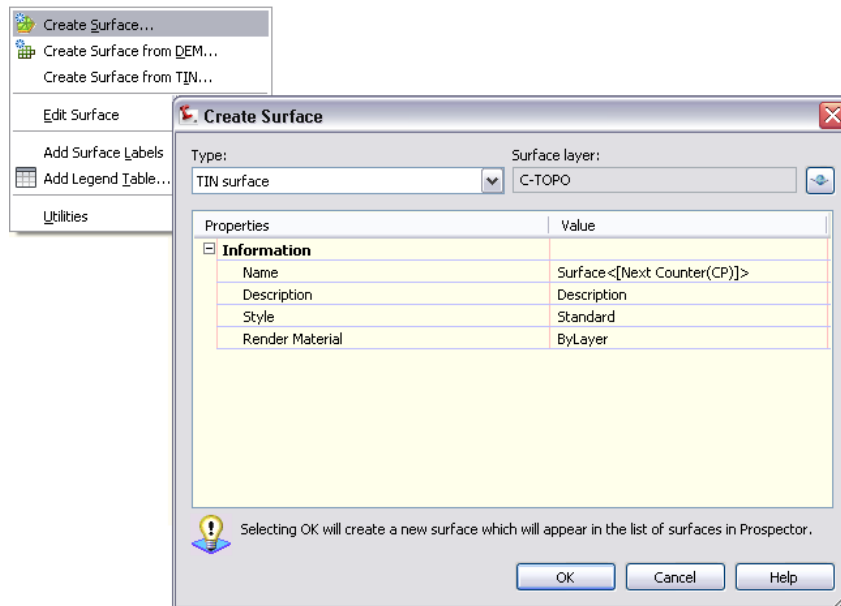 Create Surface...
Create Surface from DEM...
Create Surface from TIN...
Edit Surface
Add Surface Labels
Add Legend Table...
Utilities
Create Surface
Type:
Surface layer:
TIN surface
C-TOPO
Properties Value
Information
Name Surface<[Next Counter(CP)]>
Description Description
Style Standard
Render Material ByLayer
Selecting OK will create a new surface which will appear in the list of surfaces in Prospector.
OK Cancel Help